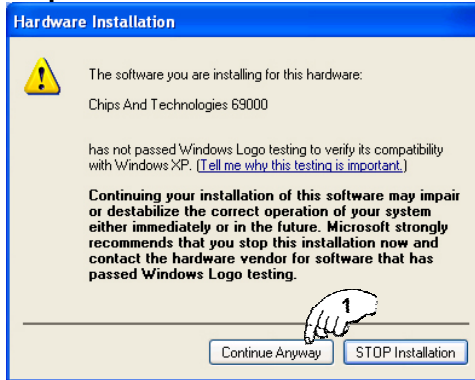 Hardware Installation
The software you are installing for this hardware:
Chips And Technologies 69000
has not passed Windows Logo testing to verify its compatibility
with Windows XP. (Tell me why this testing is important.)
Continuing your installation of this software may impair
or destabilize the correct operation of your system
either immediately or in the future. Microsoft strongly
recommends that you stop this installation now and
contact the hardware vendor for software that has
passed Windows Logo testing.
1
Continue Anyway STOP Installation